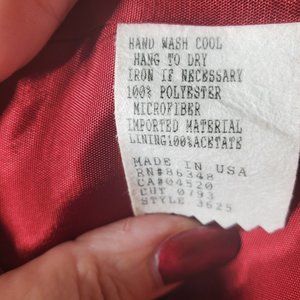 HAND WASH COOL
HANG TO DRY
IRON IF NECESSARY
100% POLYESTER
MICROFIBER
IMPORTED MATERIAL
LINING100%ACETATE
MADE IN USA
RN#86348
CA#04520
CUT 0793
STYLE 3625